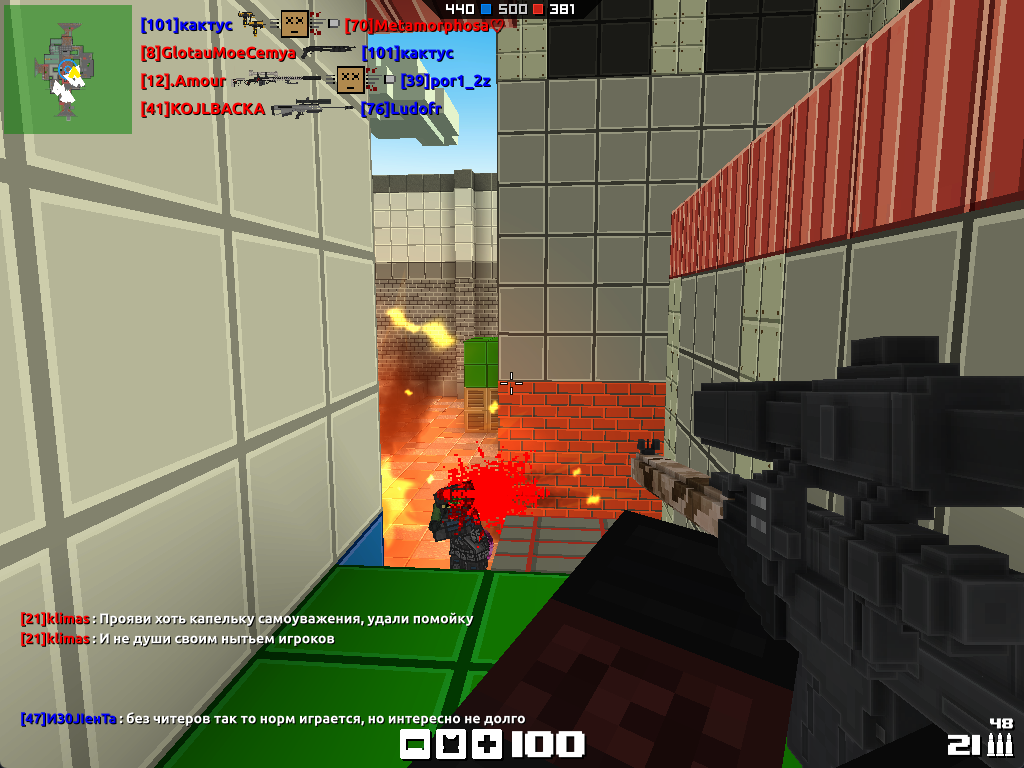 440 500 381
[101]кактус [70]Metamorphosa♡
[8]GlotauMoeCemya [101]кактус
[12].Amour [39]por1_2z
[41]KOJLBACKA [76]Ludofr
[21]klimas : Прояви хоть капельку самоуважения, удали помойку
[21]klimas : И не души своим нытьем игроков
[47]И30JIенТа : без читеров так то норм играется, но интересно не долго
100
48
21